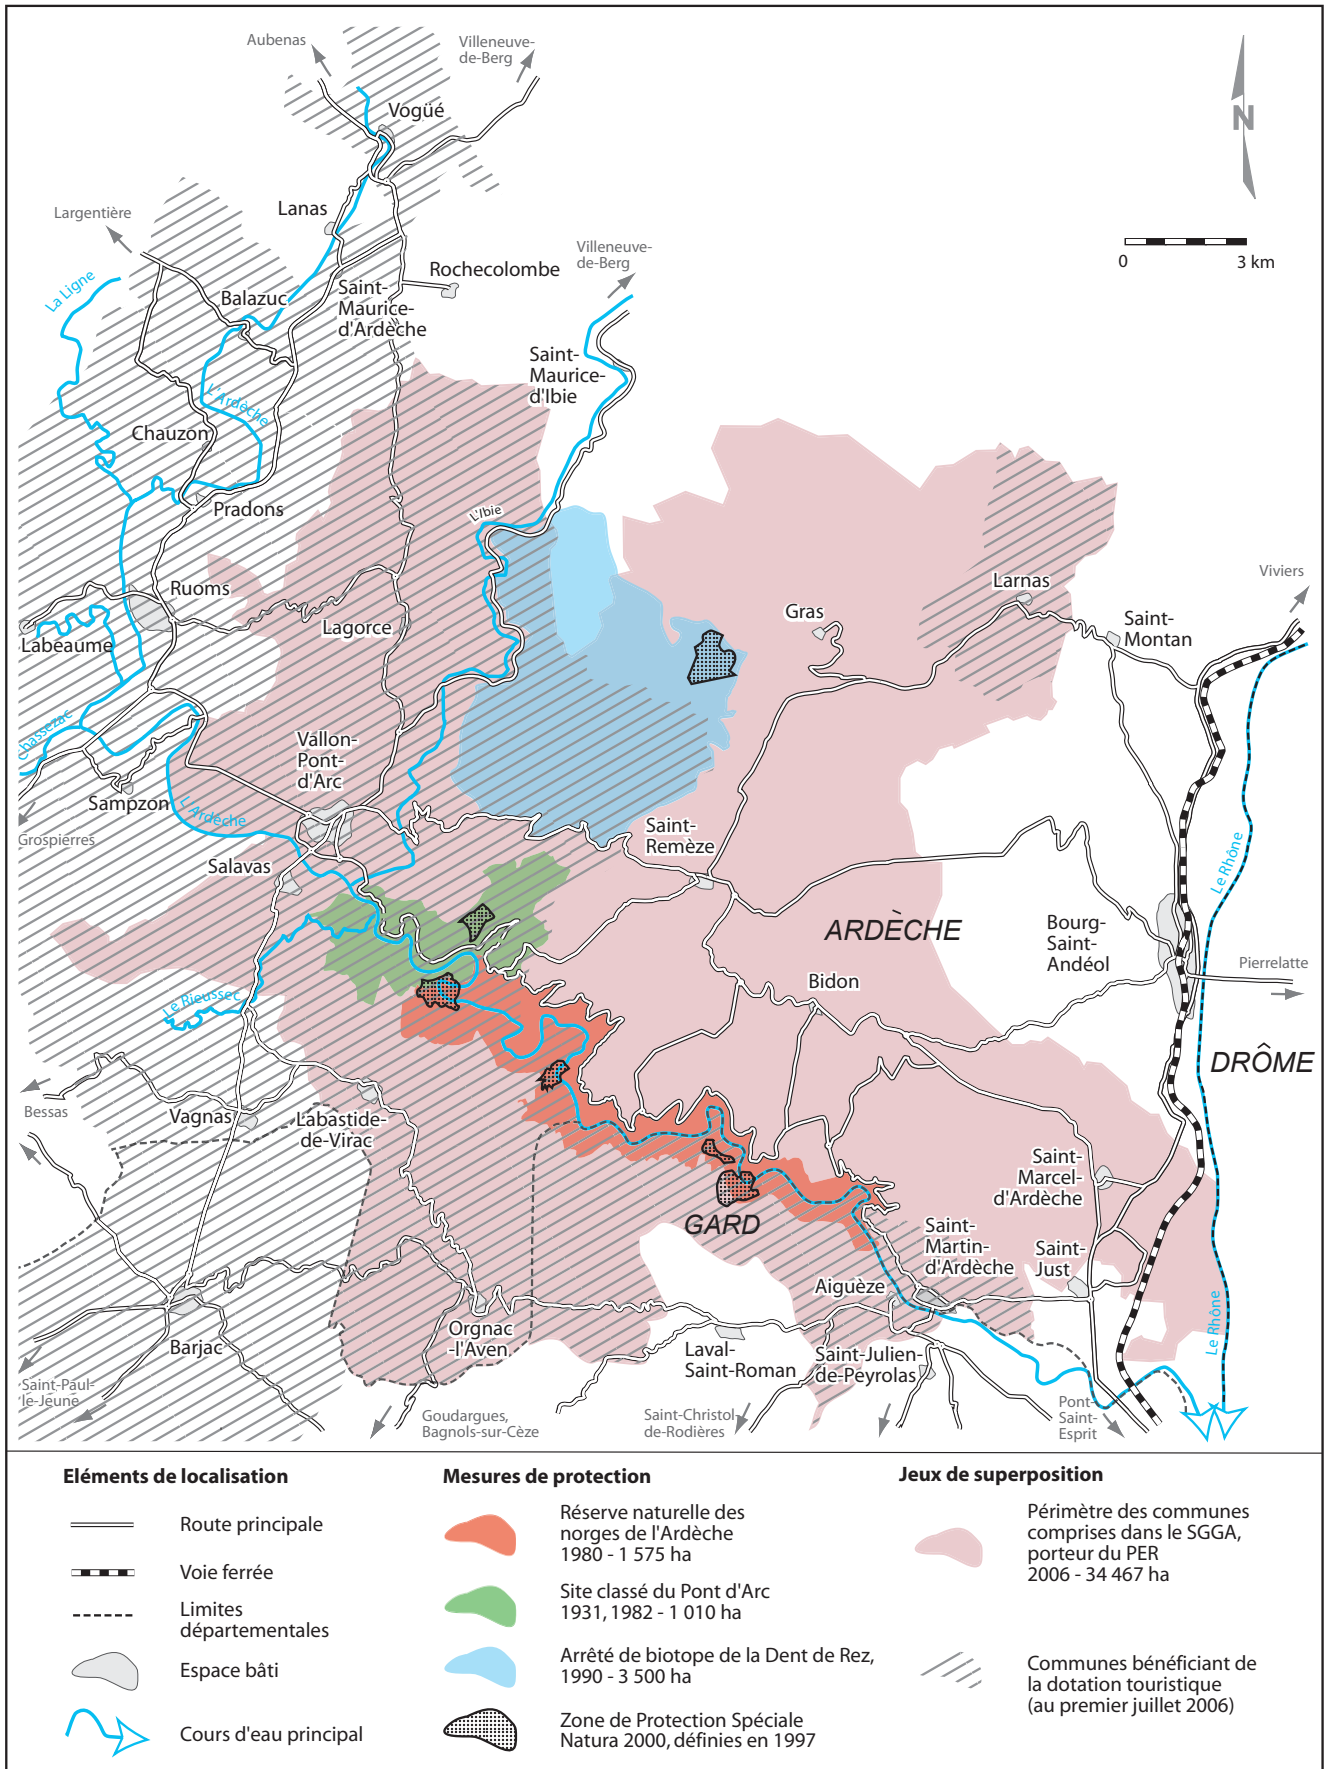 Aubenas
Villeneuve-
de-Berg
Vogüé
N
Lanas
Largentière
Villeneuve-
de-Berg
0 3 km
Rochecolombe
La Ligne
Balazuc
Saint-
Maurice-
d'Ardèche
Saint-
Maurice-
d'Ibie
L'Ardèche
Chauzon
Pradons
L'Ibie
Ruoms
Larnas
Viviers
Gras
Saint-
Montan
Lagorce
Labeaume
Chassezac
Vallon-
Pont-
d'Arc
Sampzon
L'Ardèche
Grospiérres
Saint-
Remèze
Le Rhône
Salavas
ARDÈCHE
Bourg-
Saint-
Andéol
Pierrelatte
Bidon
Le Rieussec
DRÔME
Bessas
Vagnas
Labastide-
de-Virac
Saint-
Marcel-
d'Ardèche
GARD
Saint-
Martin-
d'Ardèche
Saint-
Just
Aiguèze
Orgnac
-l'Aven
Barjac
Laval-
Saint-Roman
Saint-Julien-
de-Peyrolas
Le Rhône
Saint-Paul-
le-Jeune
Goudargues,
Bagnols-sur-Cèze
Saint-Christol
de-Rodières
Pont-
Saint-
Esprit
Eléments de localisation
Route principale
Voie ferrée
Limites
départementales
Espace bâti
Cours d'eau principal
Mesures de protection
Réserve naturelle des
norges de l'Ardèche
1980 - 1 575 ha
Site classé du Pont d'Arc
1931, 1982 - 1 010 ha
Arrêté de biotope de la Dent de Rez,
1990 - 3 500 ha
Zone de Protection Spéciale
Natura 2000, définies en 1997
Jeux de superposition
Périmètre des communes
comprises dans le SGGA,
porteur du PER
2006 - 34 467 ha
Communes bénéficiant de
la dotation touristique
(au premier juillet 2006)